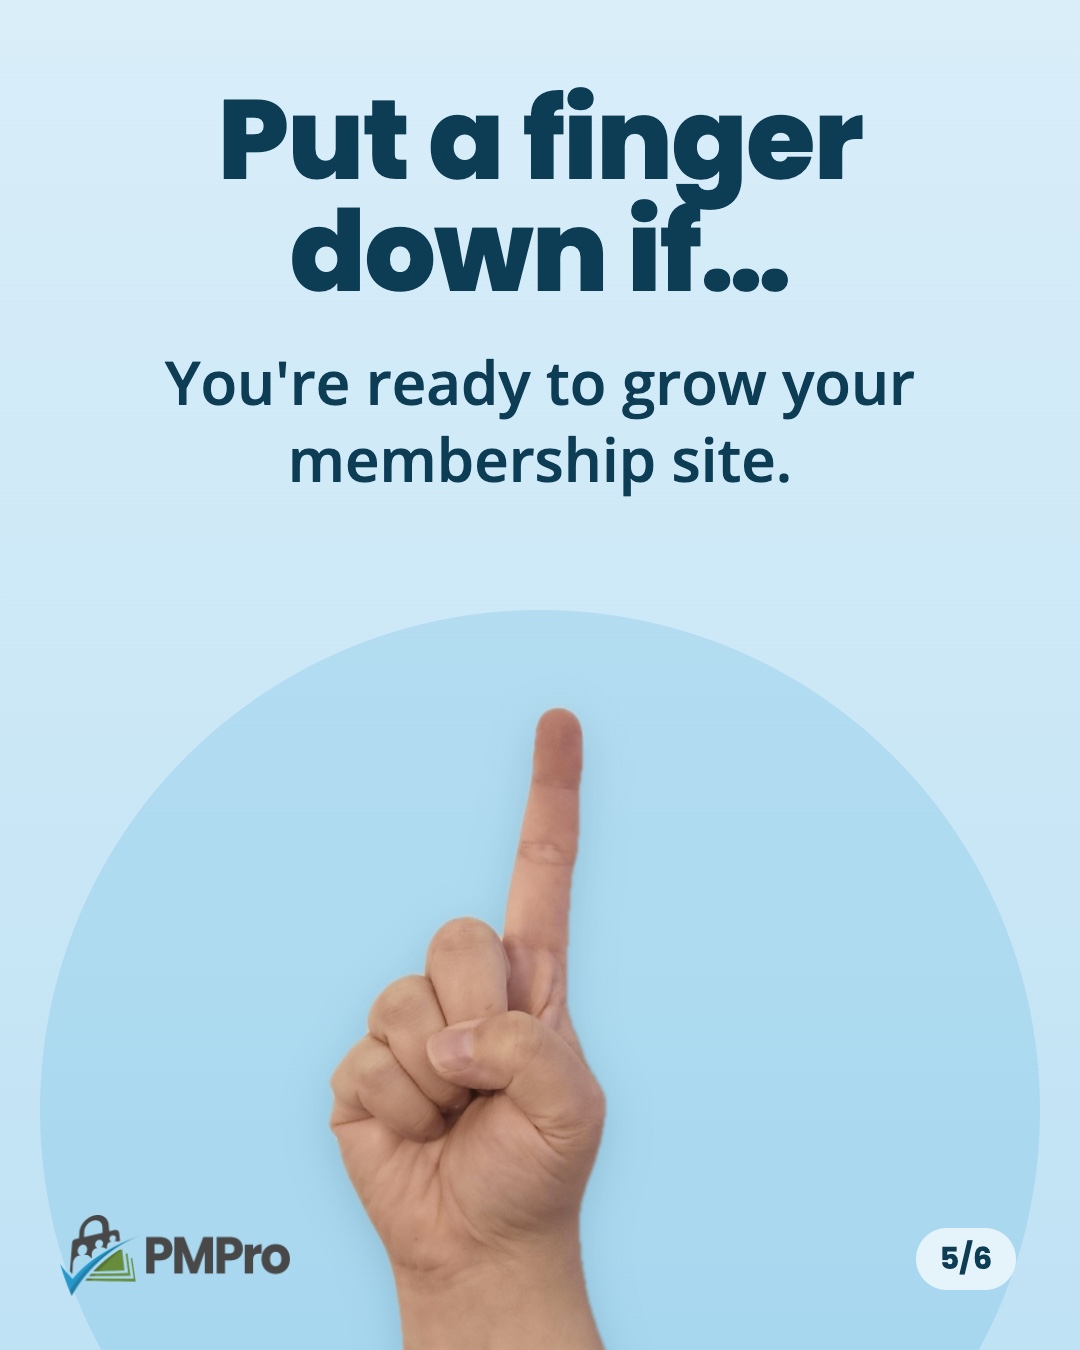 Put a finger
down if...
You're ready to grow your
membership site.
PMPro
5/6